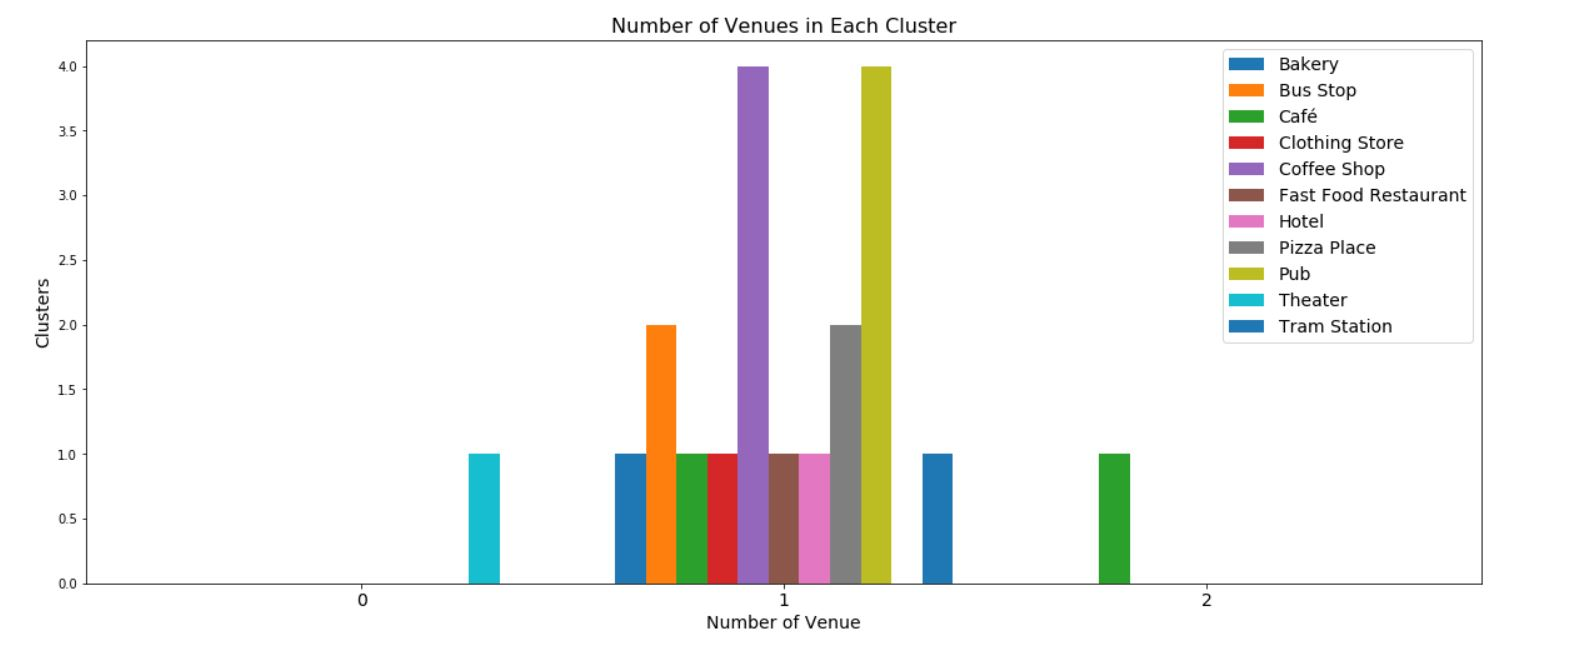 Number of Venues in Each Cluster
4.0
3.5
3.0
2.5
2.0
1.5
1.0
0.5
0.0
Clusters
Bakery
Bus Stop
Café
Clothing Store
Coffee Shop
Fast Food Restaurant
Hotel
Pizza Place
Pub
Theater
Tram Station
0 1 2
Number of Venue